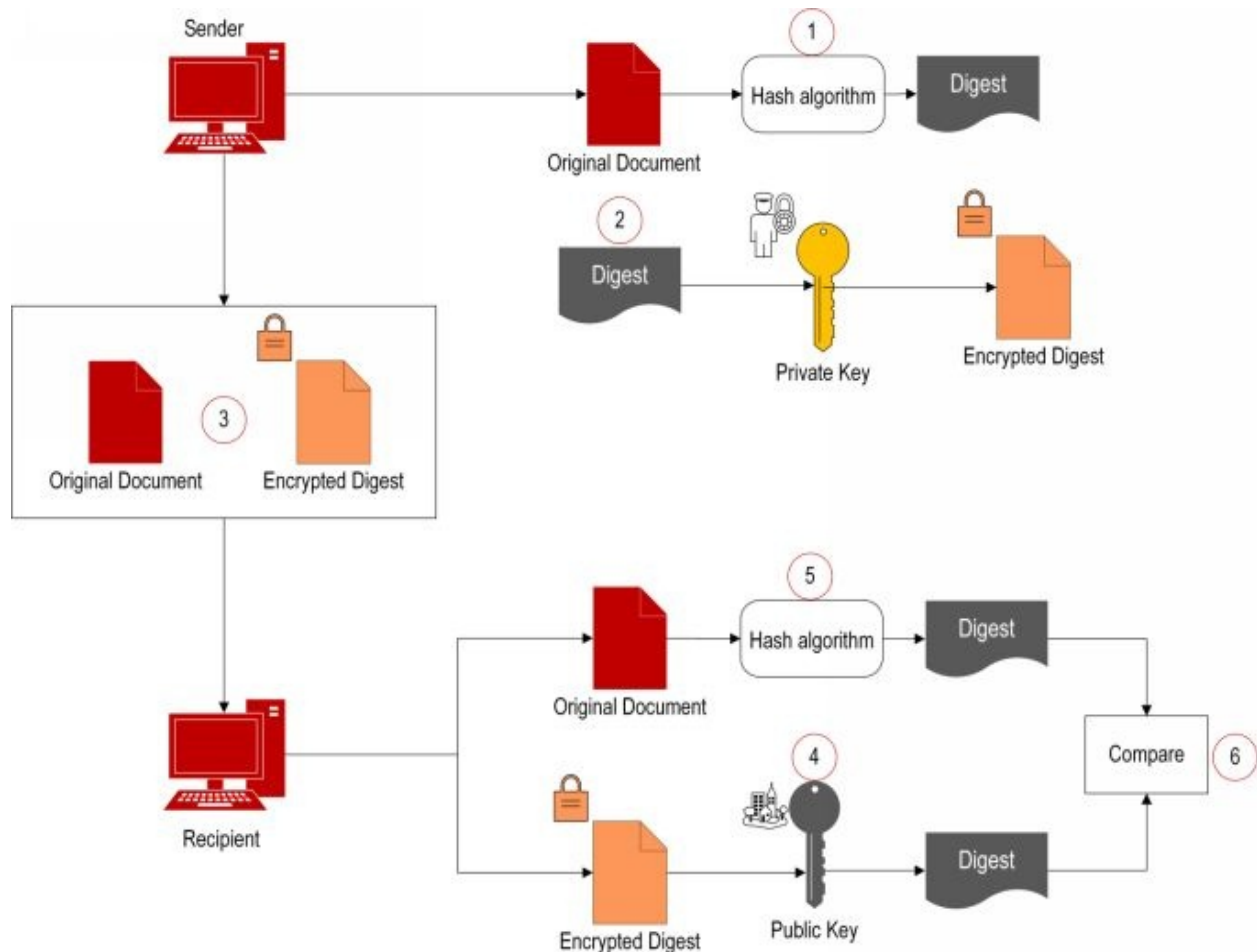 Sender
1
Hash algorithm
Digest
Original Document
2
Digest
Private Key
Encrypted Digest
3
Original Document
Encrypted Digest
5
Hash algorithm
Digest
Original Document
Compare
6
Recipient
4
Digest
Public Key
Encrypted Digest